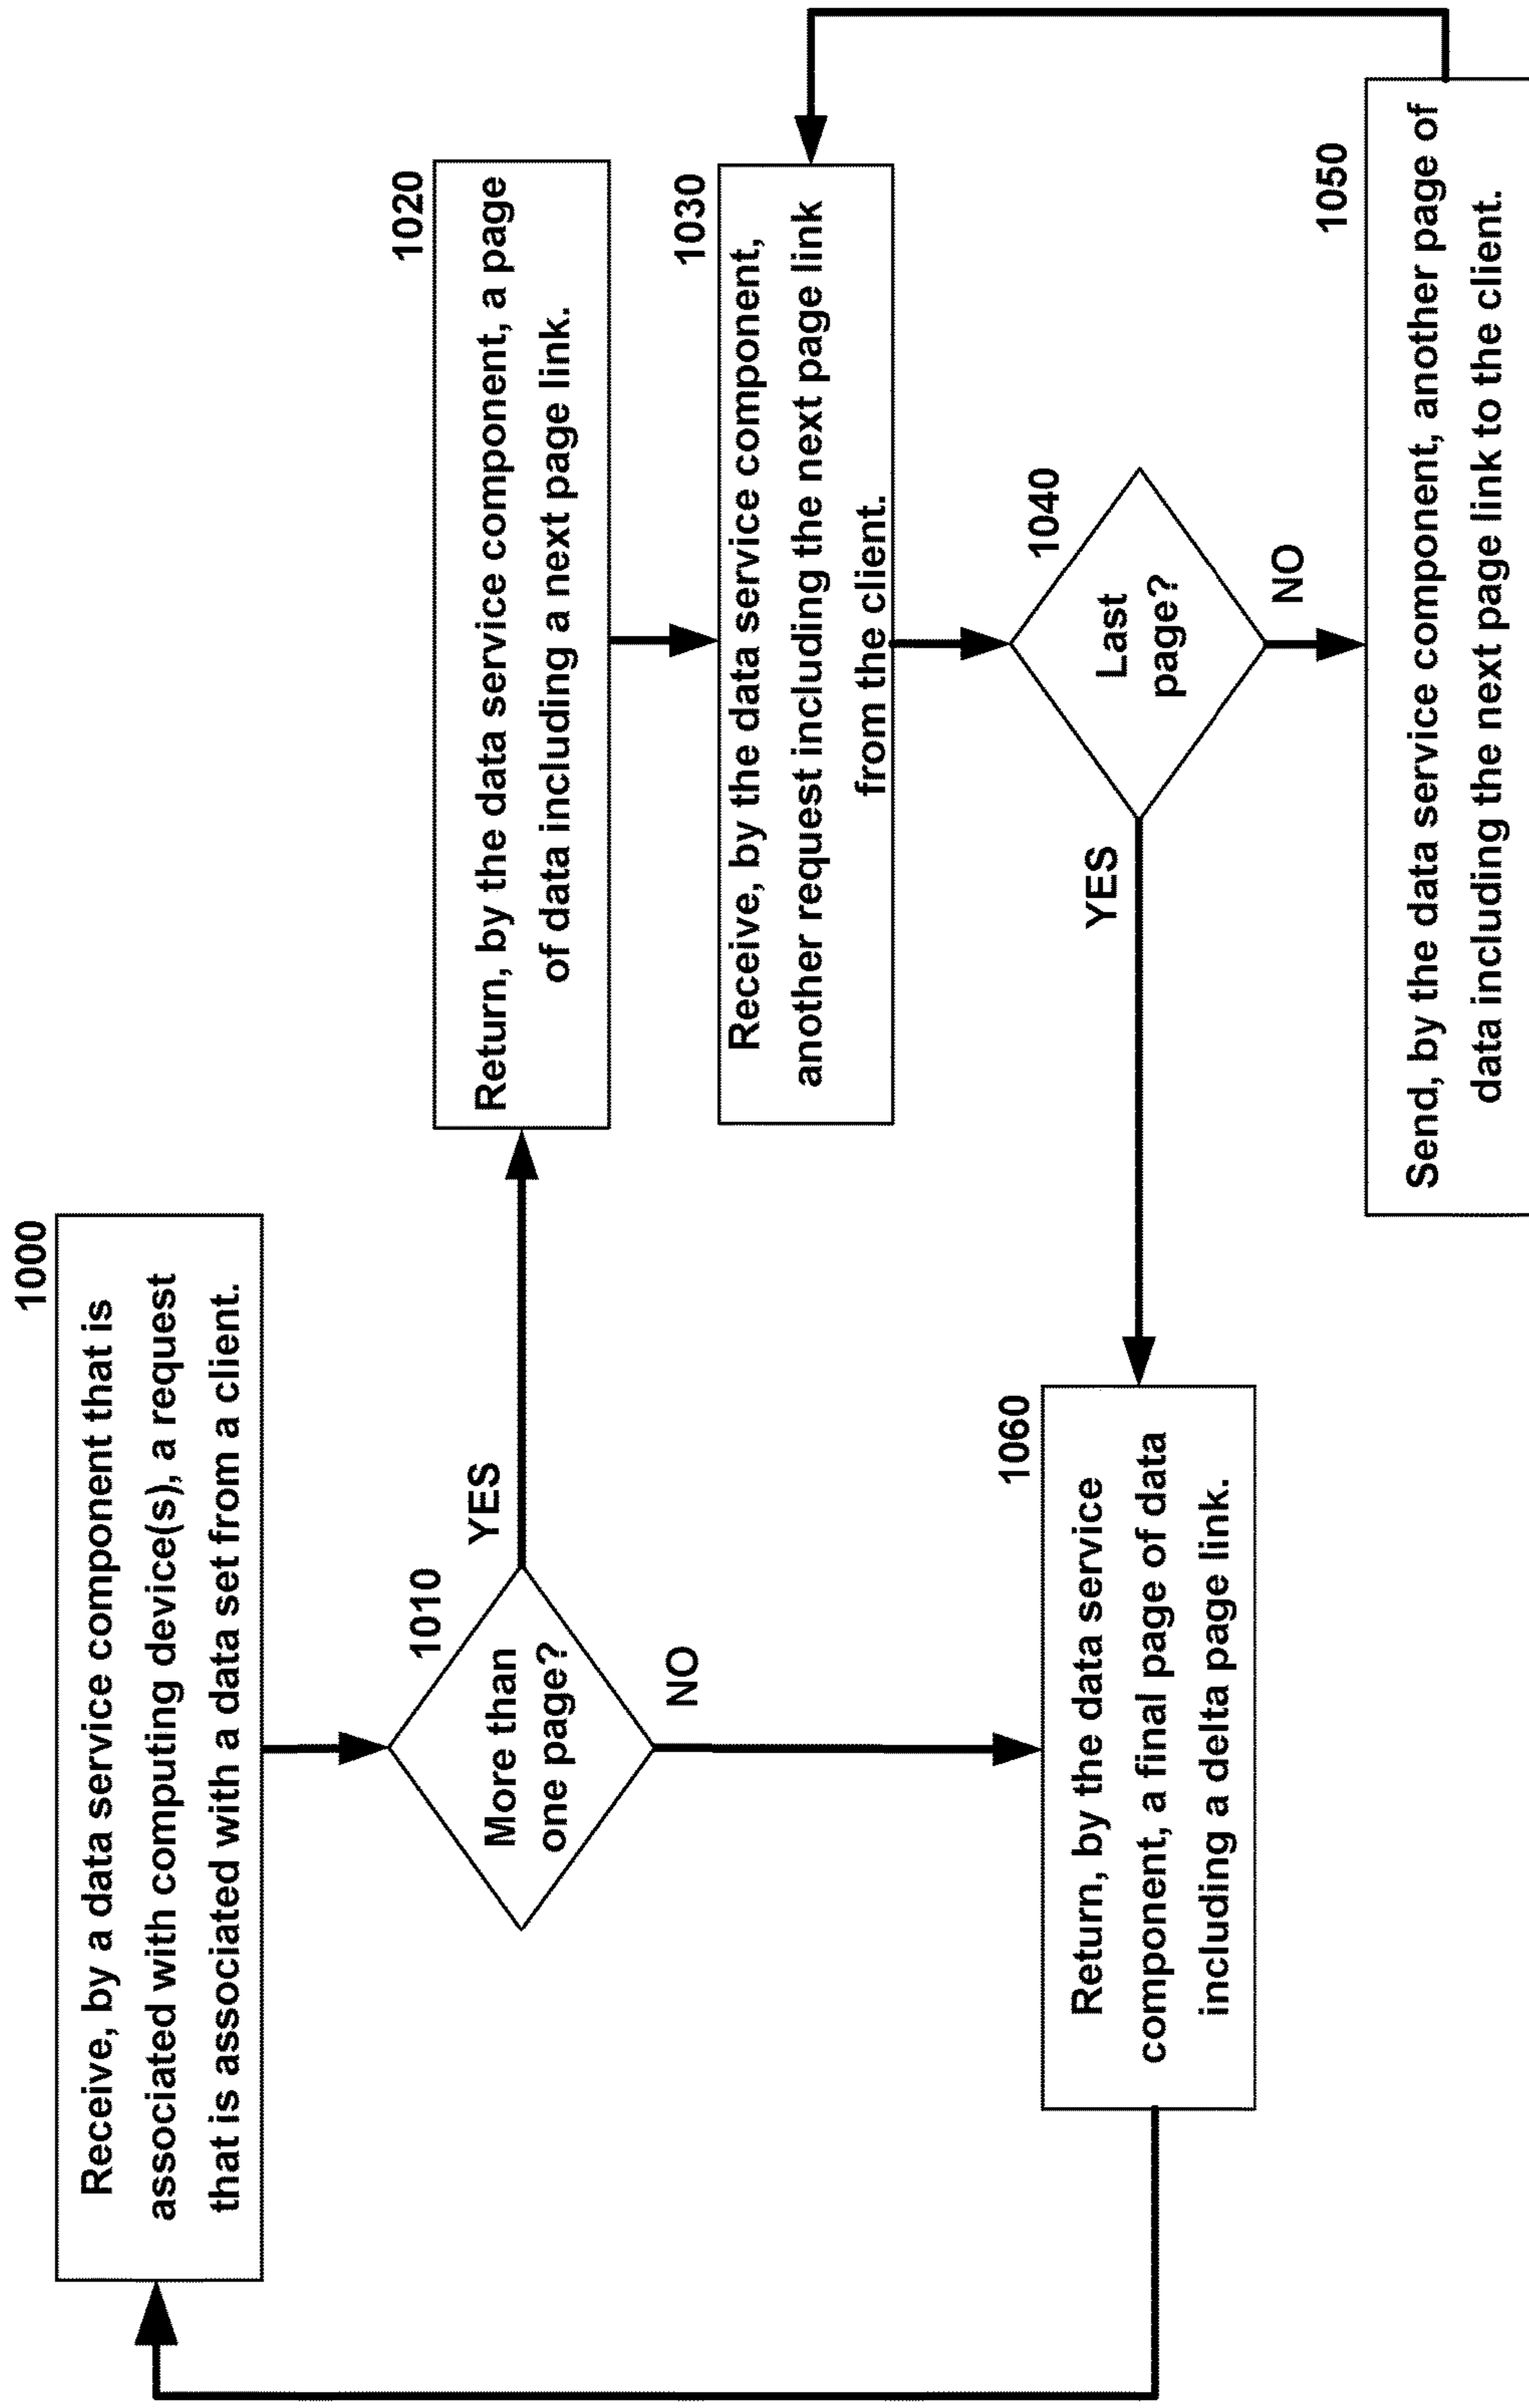 1000
Receive, by a data service component that is
associated with computing device(s), a request
that is associated with a data set from a client.
1010
More than
one page?
YES
NO
1020
Return, by the data service component, a page
of data including a next page link.
1030
Receive, by the data service component,
another request including the next page link
from the client.
1040
Last
page?
YES
NO
1050
Send, by the data service component, another page of
data including the next page link to the client.
1060
Return, by the data service
component, a final page of data
including a delta page link.